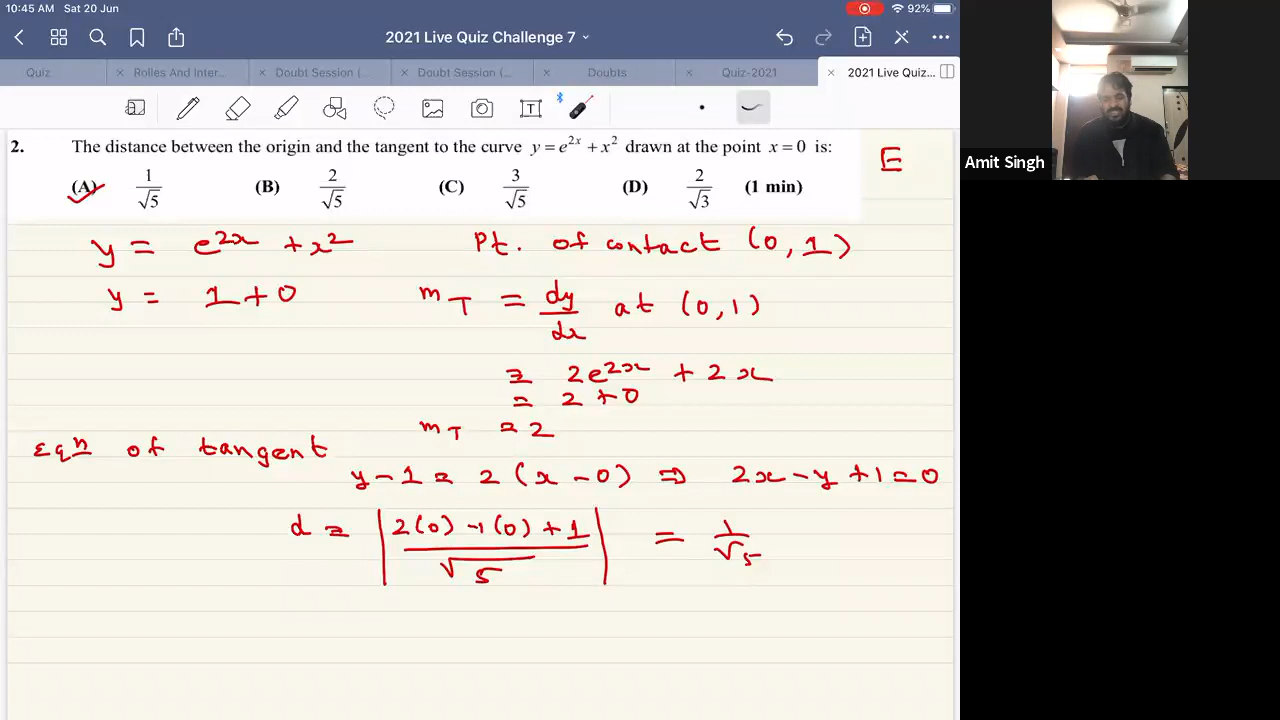 10:45 AM Sat 20 Jun
92%
2021 Live Quiz Challenge 7
Quiz × Rolles And Inter... × Doubt Session (... × Doubt Session (... × Doubts × Quiz-2021 × 2021 Live Quiz...
2. The distance between the origin and the tangent to the curve y = e^{2x} + x^2 drawn at the point x = 0 is:
(A) 1/√5 (B) 2/√5 (C) 3/√5 (D) 2/√3 (1 min)
E
y = e^{2x} + x^2 Pt. of contact (0, 1)
y = 1 + 0 m_T = dy/dx at (0, 1)
= 2e^{2x} + 2x
= 2 + 0
m_T = 2
Eqn of tangent
y - 1 = 2 (x - 0) ⇒ 2x - y + 1 = 0
d = |(2(0) - 1(0) + 1)/√5| = 1/√5
Amit Singh